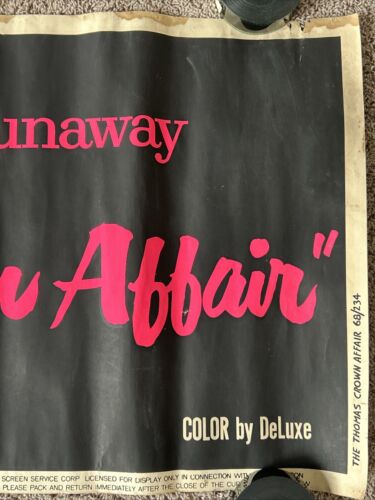 unaway
Affair"
COLOR by DeLuxe
THE THOMAS CROWN AFFAIR 68/234
SCREEN SERVICE CORP LICENSED FOR DISPLAY ONLY IN CONNECTION WITH
PLEASE PACK AND RETURN IMMEDIATELY AFTER THE CLOSE OF THE